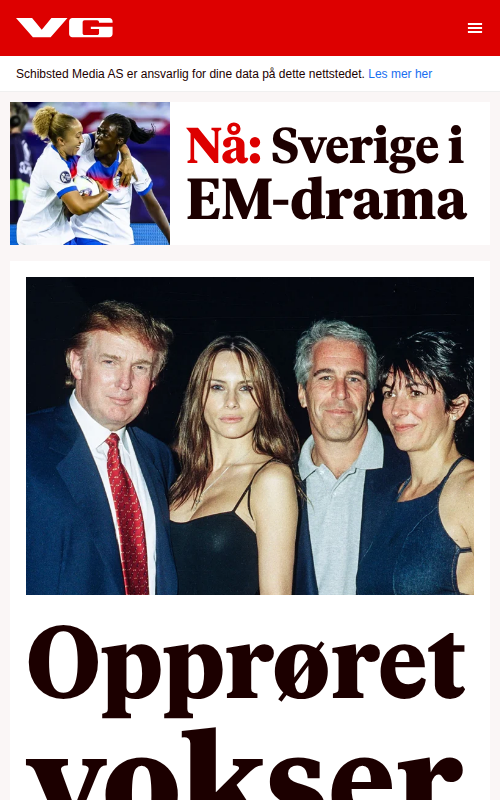 VG
Schibsted Media AS er ansvarlig for dine data på dette nettstedet. Les mer her
Nå: Sverige i
EM-drama
Opprøret
vokser